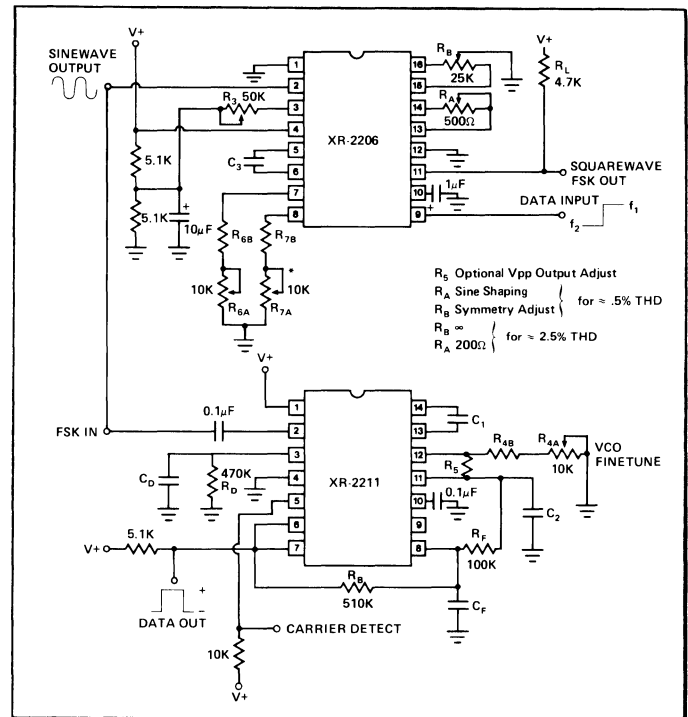 V+
SINEWAVE
OUTPUT
R3 50K
5.1K
5.1K
+
10µF
C3
1
2
3
4
5
6
7
8
XR-2206
16
15
14
13
12
11
10
9
RB
25K
RA
500Ω
V+
RL
4.7K
SQUAREWAVE
FSK OUT
1µF
+
DATA INPUT
f2
f1
R6B
R7B
10K
R6A
*
10K
R7A
R5 Optional Vpp Output Adjust
RA Sine Shaping
RB Symmetry Adjust
for ≈ .5% THD
RB ∞
RA 200Ω
for ≈ 2.5% THD
V+
FSK IN
0.1µF
1
2
3
4
5
6
7
XR-2211
14
13
12
11
10
9
8
C1
R4B
R4A
10K
VCO
FINETUNE
R5
0.1µF
C2
RF
100K
CD
470K
RD
V+
5.1K
+
−
DATA OUT
RB
510K
CF
CARRIER DETECT
10K
V+